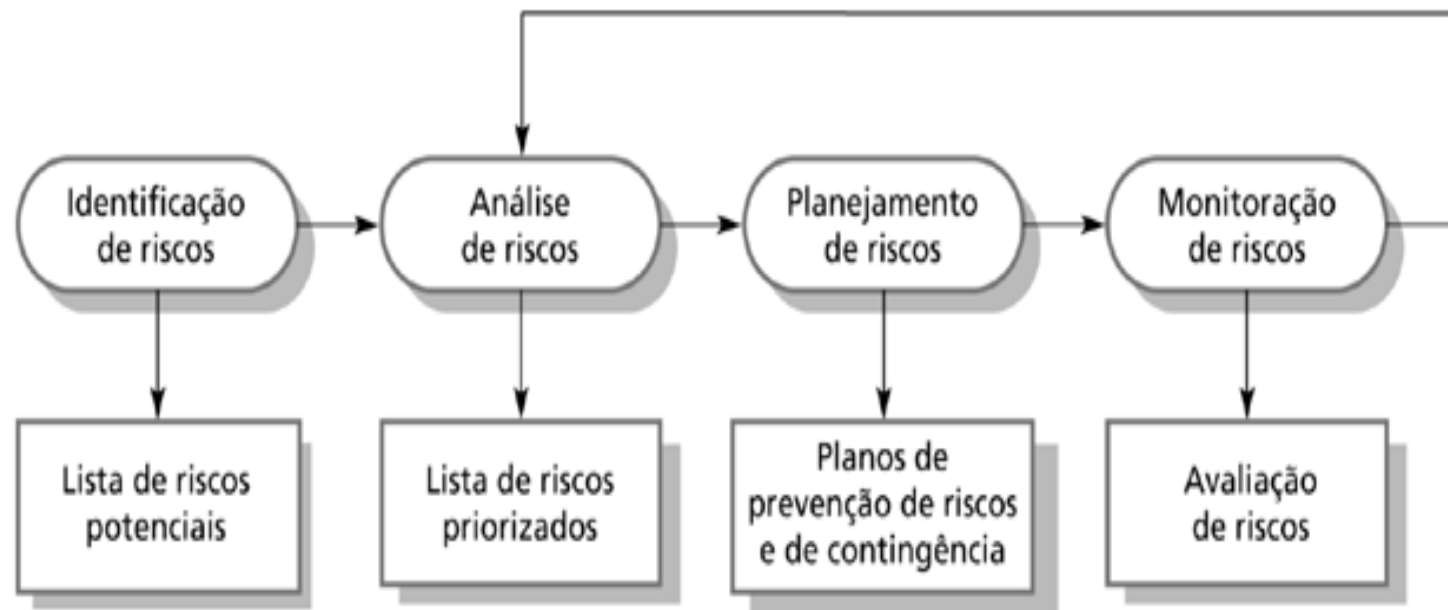 Identificação
de riscos
Análise
de riscos
Planejamento
de riscos
Monitoração
de riscos
Lista de riscos
potenciais
Lista de riscos
priorizados
Planos de
prevenção de riscos
e de contingência
Avaliação
de riscos